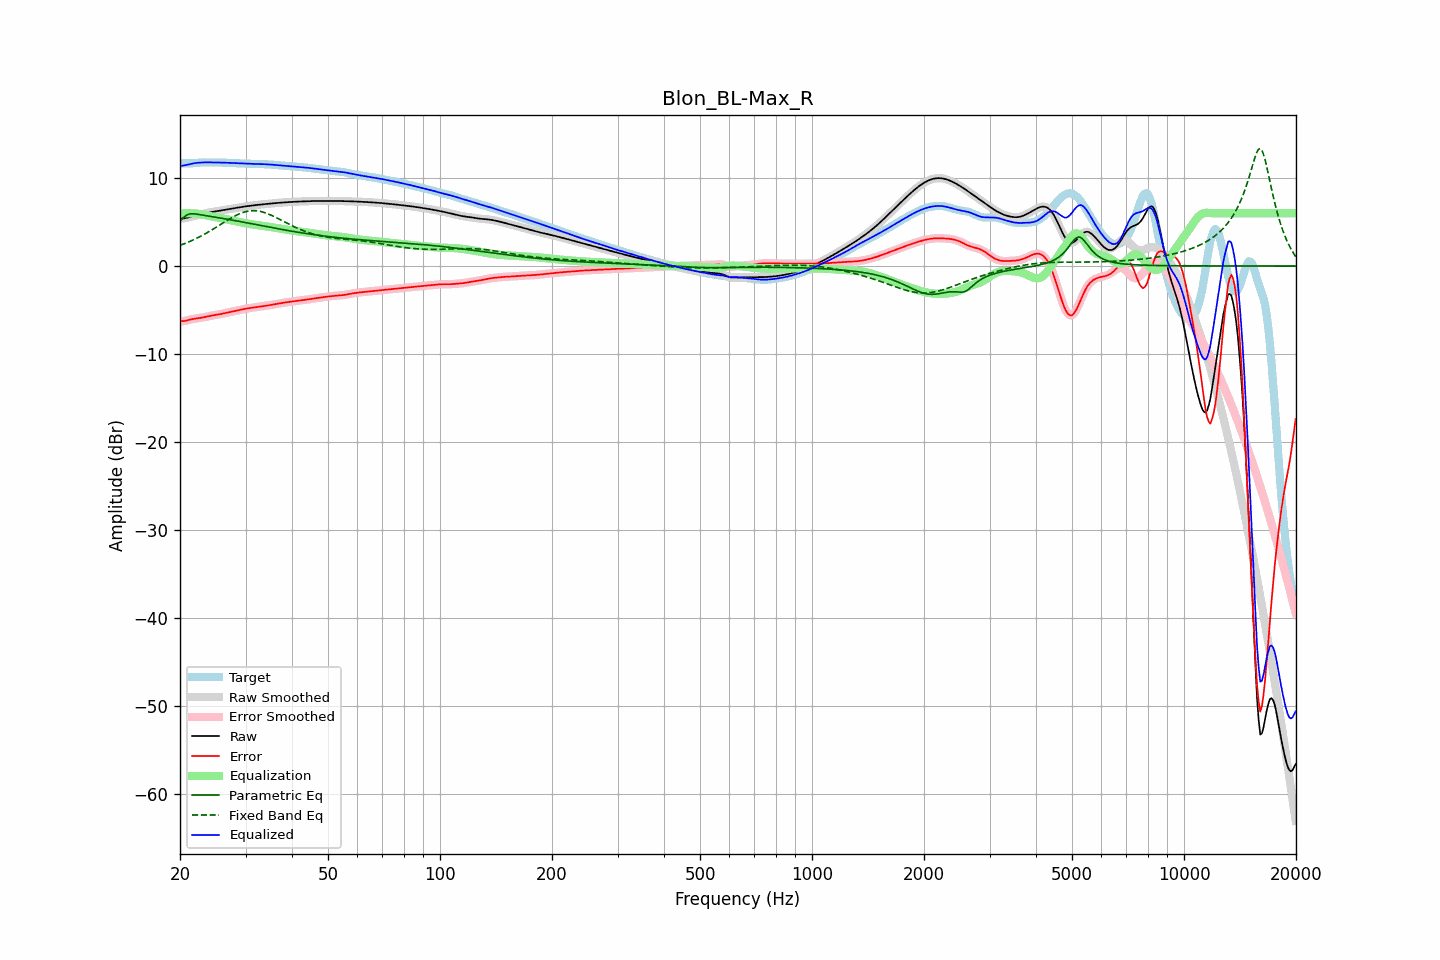 Blon_BL-Max_R
Amplitude (dBr)
10
0
−10
−20
−30
−40
−50
−60
Target
Raw Smoothed
Error Smoothed
Raw
Error
Equalization
Parametric Eq
Fixed Band Eq
Equalized
20 50 100 200 500 1000 2000 5000 10000 20000
Frequency (Hz)